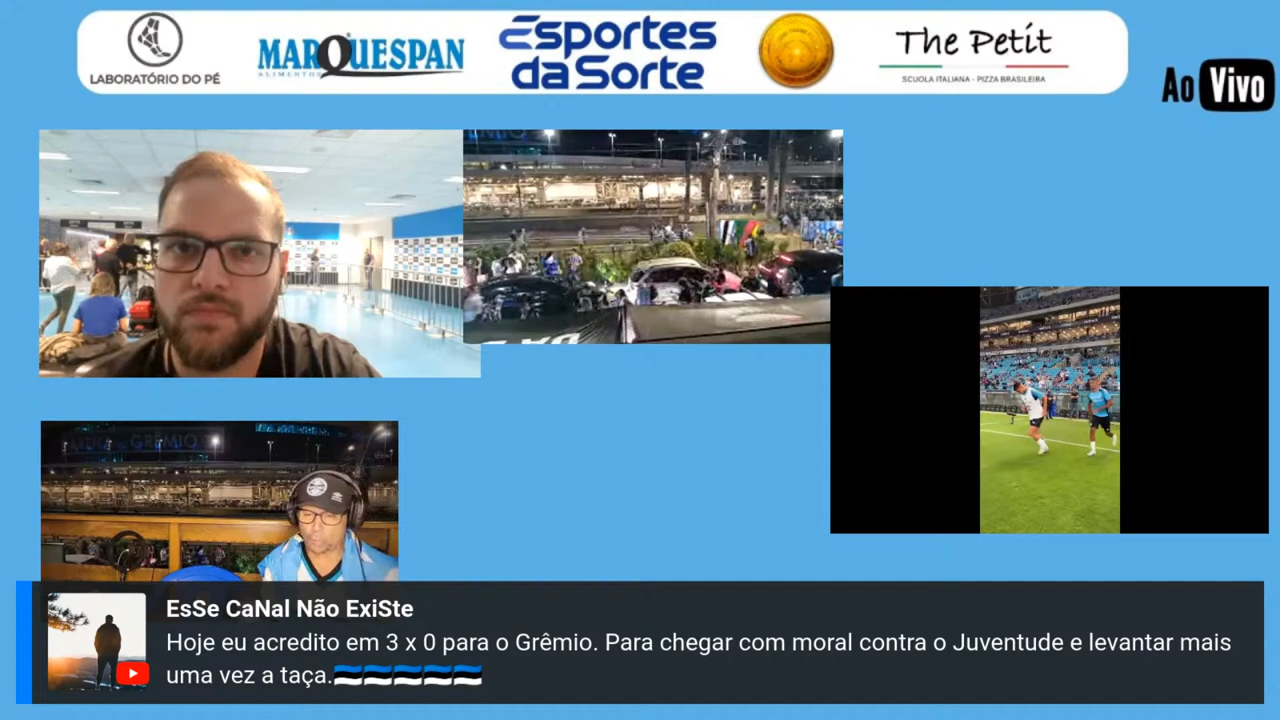 LABORATÓRIO DO PÉ
MARQUESPAN
ALIMENTOS
Esportes
da Sorte
The Petit
SCUOLA ITALIANA - PIZZA BRASILEIRA
Ao Vivo
ARENA DO GRÊMIO
EsSe CaNal Não ExiSte
Hoje eu acredito em 3 x 0 para o Grêmio. Para chegar com moral contra o Juventude e levantar mais
uma vez a taça.🇪🇪🇪🇪🇪🇪🇪🇪🇪🇪